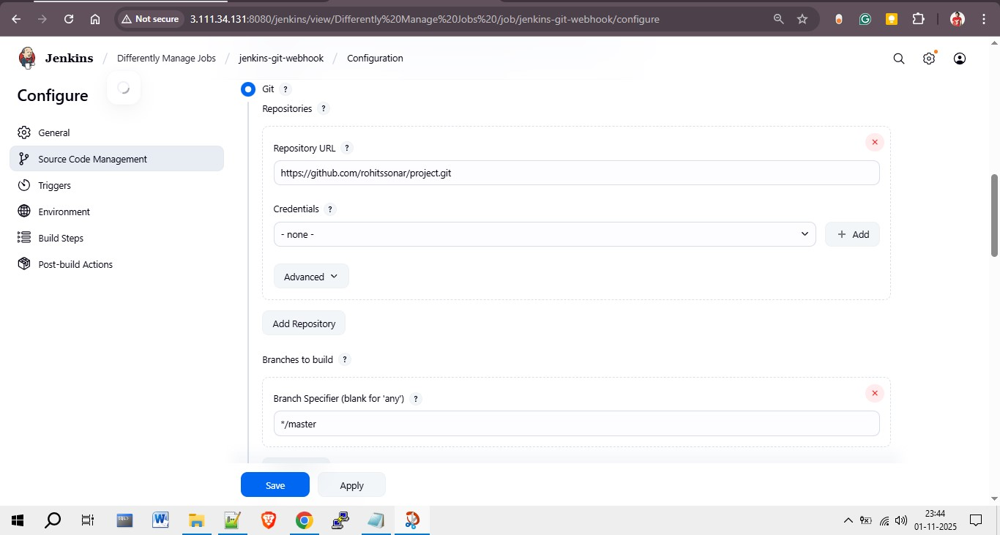 Not secure 3.111.34.131:8080/jenkins/view/Differently%20Manage%20Jobs%20/job/jenkins-git-webhook/configure
Jenkins / Differently Manage Jobs / jenkins-git-webhook / Configuration
Configure
General
Source Code Management
Triggers
Environment
Build Steps
Post-build Actions
Git ?
Repositories ?
Repository URL ?
https://github.com/rohitssonar/project.git
Credentials ?
- none -
+ Add
Advanced
Add Repository
Branches to build ?
Branch Specifier (blank for 'any') ?
*/master
Save
Apply
23:44
01-11-2025